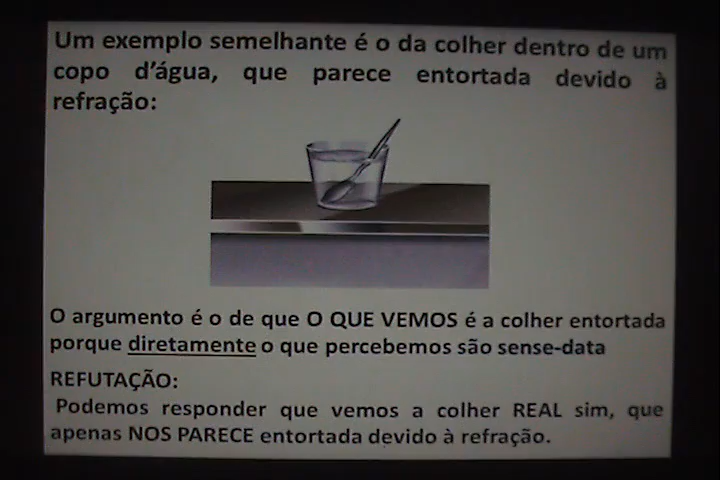 Um exemplo semelhante é o da colher dentro de um
copo d'água, que parece entortada devido à
refração:
O argumento é o de que O QUE VEMOS é a colher entortada
porque diretamente o que percebemos são sense-data
REFUTAÇÃO:
Podemos responder que vemos a colher REAL sim, que
apenas NOS PARECE entortada devido à refração.